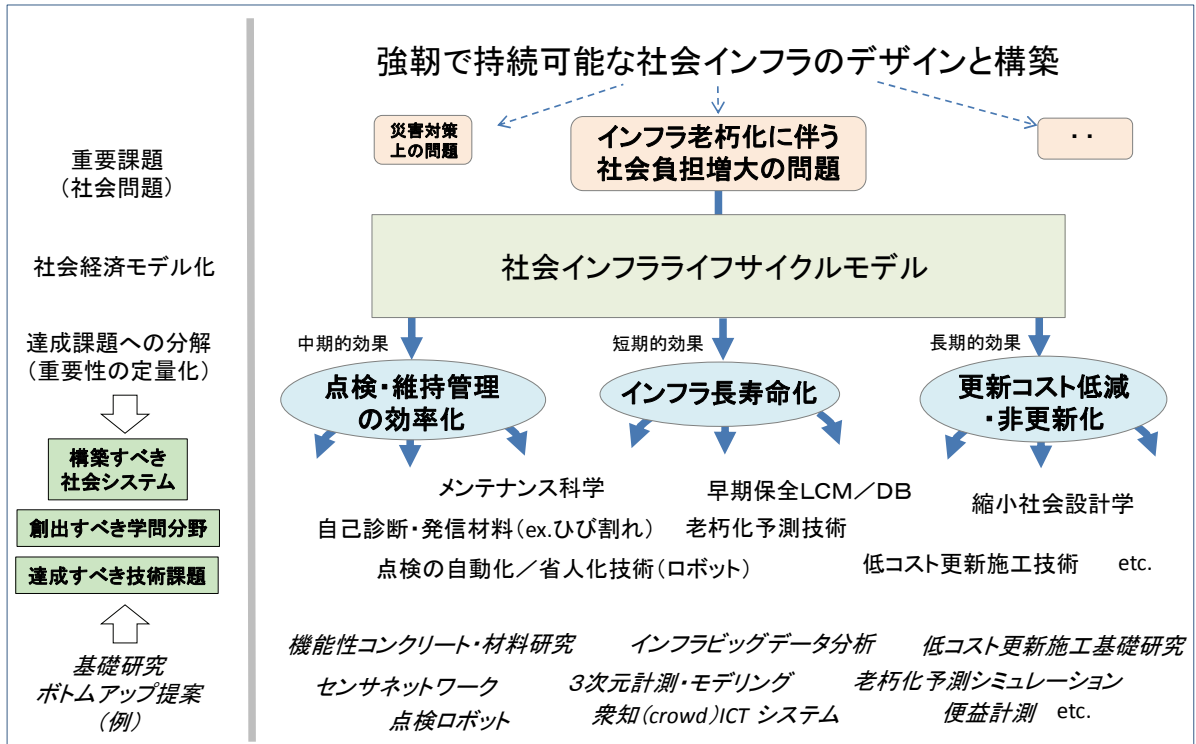 強靭で持続可能な社会インフラのデザインと構築
重要課題
（社会問題）
災害対策
上の問題
インフラ老朽化に伴う
社会負担増大の問題
・・
社会経済モデル化
社会インフラライフサイクルモデル
達成課題への分解
（重要性の定量化）
中期的効果
短期的効果
長期的効果
点検・維持管理
の効率化
インフラ長寿命化
更新コスト低減
・非更新化
構築すべき
社会システム
創出すべき学問分野
達成すべき技術課題
メンテナンス科学
早期保全LCM／DB
縮小社会設計学
自己診断・発信材料（ex.ひび割れ）
老朽化予測技術
点検の自動化／省人化技術（ロボット）
低コスト更新施工技術 etc.
基礎研究
ボトムアップ提案
（例）
機能性コンクリート・材料研究
インフラビッグデータ分析
低コスト更新施工基礎研究
センサネットワーク
３次元計測・モデリング
老朽化予測シミュレーション
点検ロボット
衆知（crowd）ICT システム
便益計測 etc.